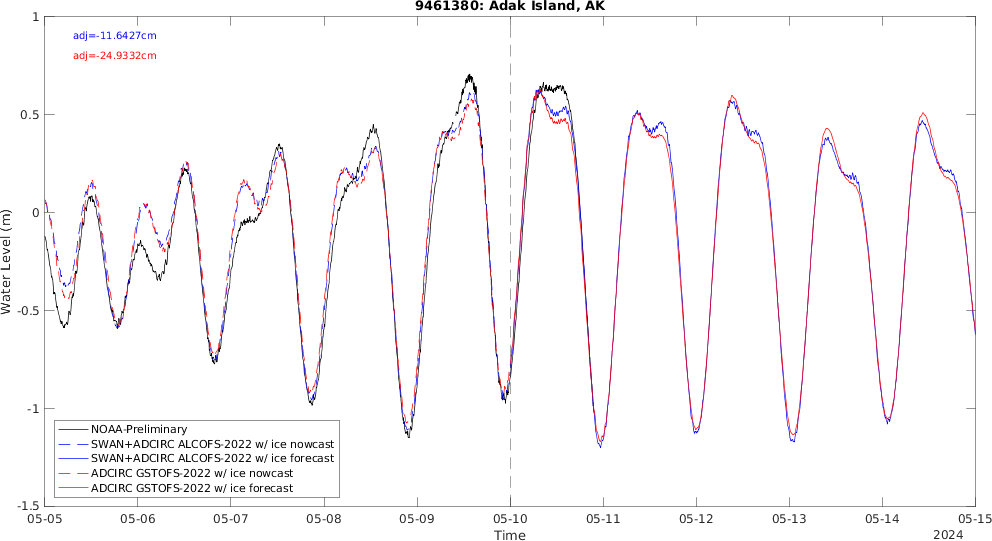 9461380: Adak Island, AK
adj=-11.6427cm
adj=-24.9332cm
1
0.5
0
-0.5
-1
-1.5
Water Level (m)
NOAA-Preliminary
SWAN+ADCIRC ALCOFS-2022 w/ ice nowcast
SWAN+ADCIRC ALCOFS-2022 w/ ice forecast
ADCIRC GSTOFS-2022 w/ ice nowcast
ADCIRC GSTOFS-2022 w/ ice forecast
05-05 05-06 05-07 05-08 05-09 05-10 05-11 05-12 05-13 05-14 05-15
Time
2024